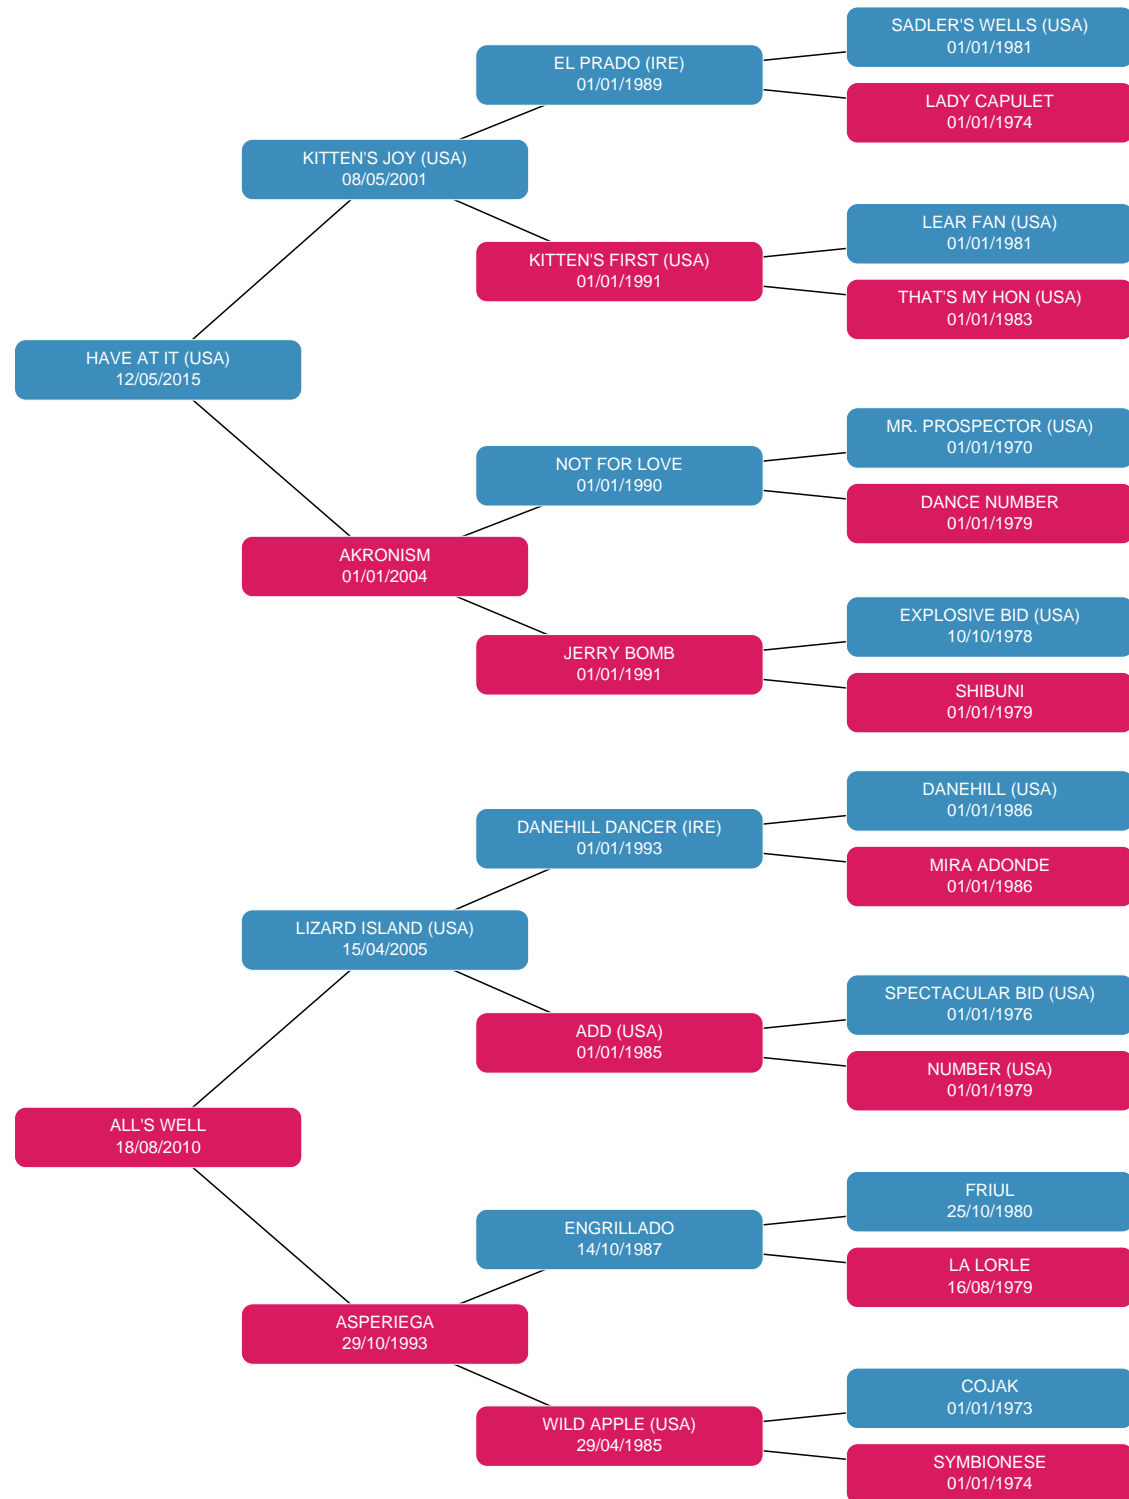 SADLER'S WELLS (USA)
01/01/1981
EL PRADO (IRE)
01/01/1989
LADY CAPULET
01/01/1974
KITTEN'S JOY (USA)
08/05/2001
LEAR FAN (USA)
01/01/1981
KITTEN'S FIRST (USA)
01/01/1991
THAT'S MY HON (USA)
01/01/1983
HAVE AT IT (USA)
12/05/2015
MR. PROSPECTOR (USA)
01/01/1970
NOT FOR LOVE
01/01/1990
DANCE NUMBER
01/01/1979
AKRONISM
01/01/2004
EXPLOSIVE BID (USA)
10/10/1978
JERRY BOMB
01/01/1991
SHIBUNI
01/01/1979
DANEHILL (USA)
01/01/1986
DANEHILL DANCER (IRE)
01/01/1993
MIRA ADONDE
01/01/1986
LIZARD ISLAND (USA)
15/04/2005
SPECTACULAR BID (USA)
01/01/1976
ADD (USA)
01/01/1985
NUMBER (USA)
01/01/1979
ALL'S WELL
18/08/2010
FRIUL
25/10/1980
ENGRILLADO
14/10/1987
LA LORLE
16/08/1979
ASPERIEGA
29/10/1993
COJAK
01/01/1973
WILD APPLE (USA)
29/04/1985
SYMBIONESE
01/01/1974